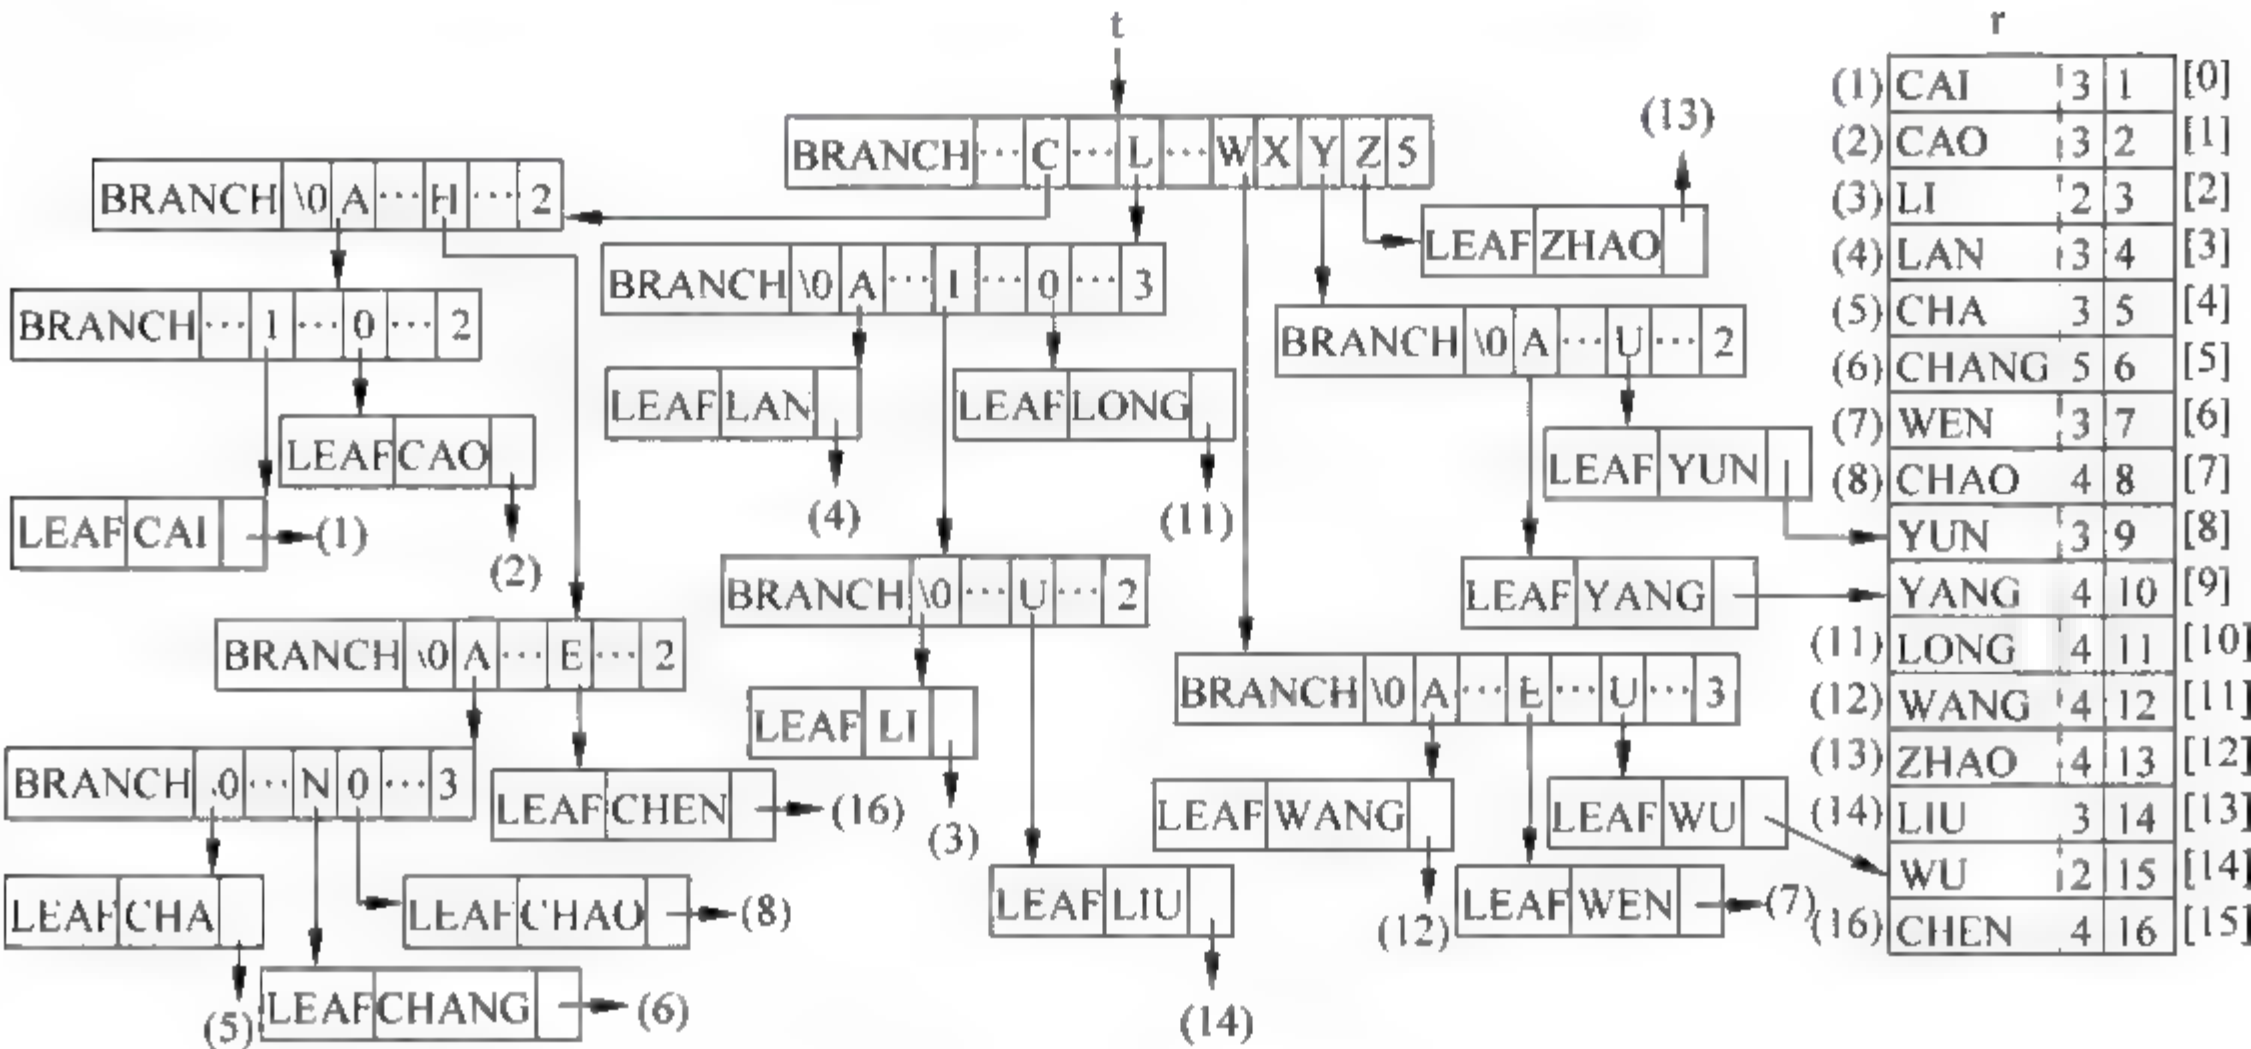 t
r
BRANCH ··· C ··· L ··· W X Y Z 5
(13)
BRANCH \0 A ··· H ··· 2
LEAF ZHAO
BRANCH \0 A ··· I ··· 0 ··· 3
BRANCH ··· I ··· 0 ··· 2
BRANCH \0 A ··· U ··· 2
LEAF LAN
LEAF LONG
LEAF CAO
LEAF YUN
(4)
(11)
LEAF CAI
(1)
(2)
BRANCH \0 ··· U ··· 2
LEAF YANG
BRANCH \0 A ··· E ··· 2
BRANCH \0 A ··· E ··· U ··· 3
LEAF LI
BRANCH \0 ··· N 0 ··· 3
LEAF CHEN
(16)
(3)
LEAF WANG
LEAF WU
LEAF CHA
LEAF CHAO
(8)
LEAF LIU
(12)
LEAF WEN
(7)
(5)
LEAF CHANG
(6)
(14)
(1) CAI 3 1 [0]
(2) CAO 3 2 [1]
(3) LI 2 3 [2]
(4) LAN 3 4 [3]
(5) CHA 3 5 [4]
(6) CHANG 5 6 [5]
(7) WEN 3 7 [6]
(8) CHAO 4 8 [7]
YUN 3 9 [8]
YANG 4 10 [9]
(11) LONG 4 11 [10]
(12) WANG 4 12 [11]
(13) ZHAO 4 13 [12]
(14) LIU 3 14 [13]
WU 2 15 [14]
(16) CHEN 4 16 [15]